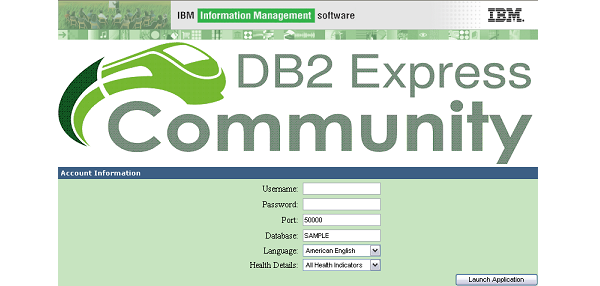 IBM Information Management software
IBM.
DB2 Express
Community
Account Information
Username:
Password:
Port: 50000
Database: SAMPLE
Language: American English
Health Details: All Health Indicators
Launch Application